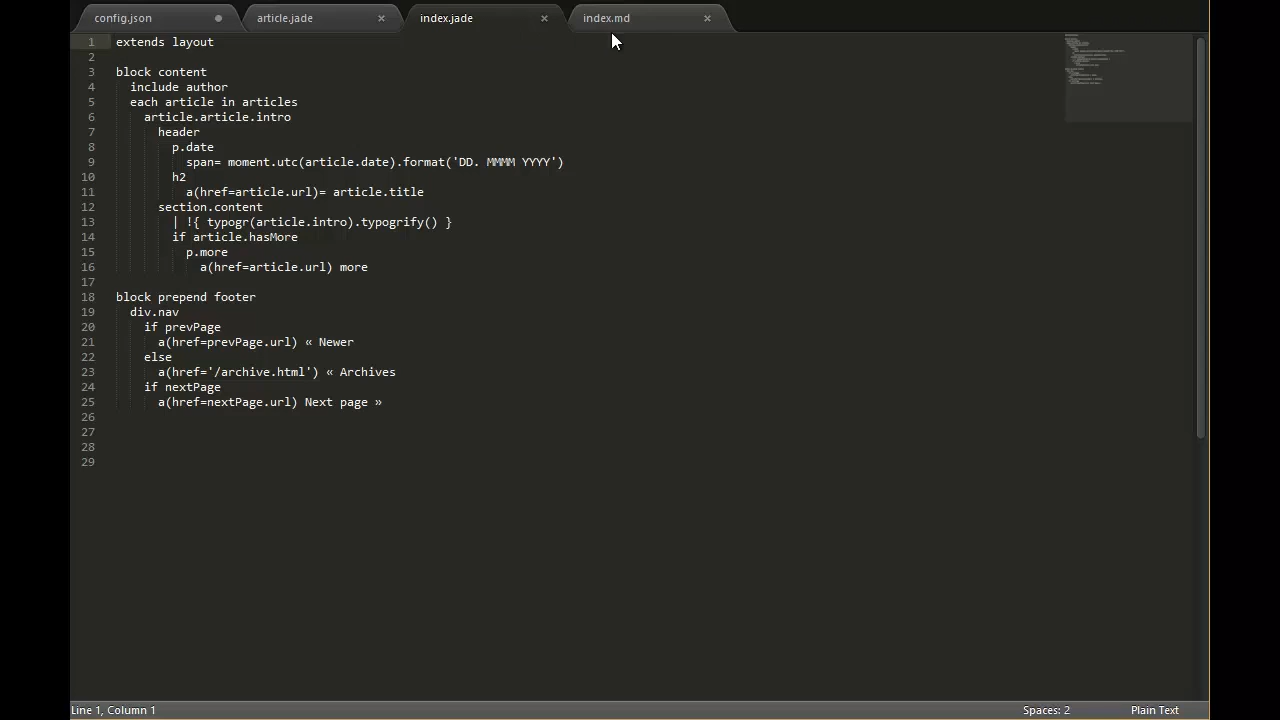 config.json article.jade index.jade index.md
1 extends layout
2
3 block content
4 include author
5 each article in articles
6 article.article.intro
7 header
8 p.date
9 span= moment.utc(article.date).format('DD. MMMM YYYY')
10 h2
11 a(href=article.url)= article.title
12 section.content
13 | !{ typogr(article.intro).typogrify() }
14 if article.hasMore
15 p.more
16 a(href=article.url) more
17
18 block prepend footer
19 div.nav
20 if prevPage
21 a(href=prevPage.url) « Newer
22 else
23 a(href='/archive.html') « Archives
24 if nextPage
25 a(href=nextPage.url) Next page »
26
27
28
29
Line 1, Column 1 Spaces: 2 Plain Text